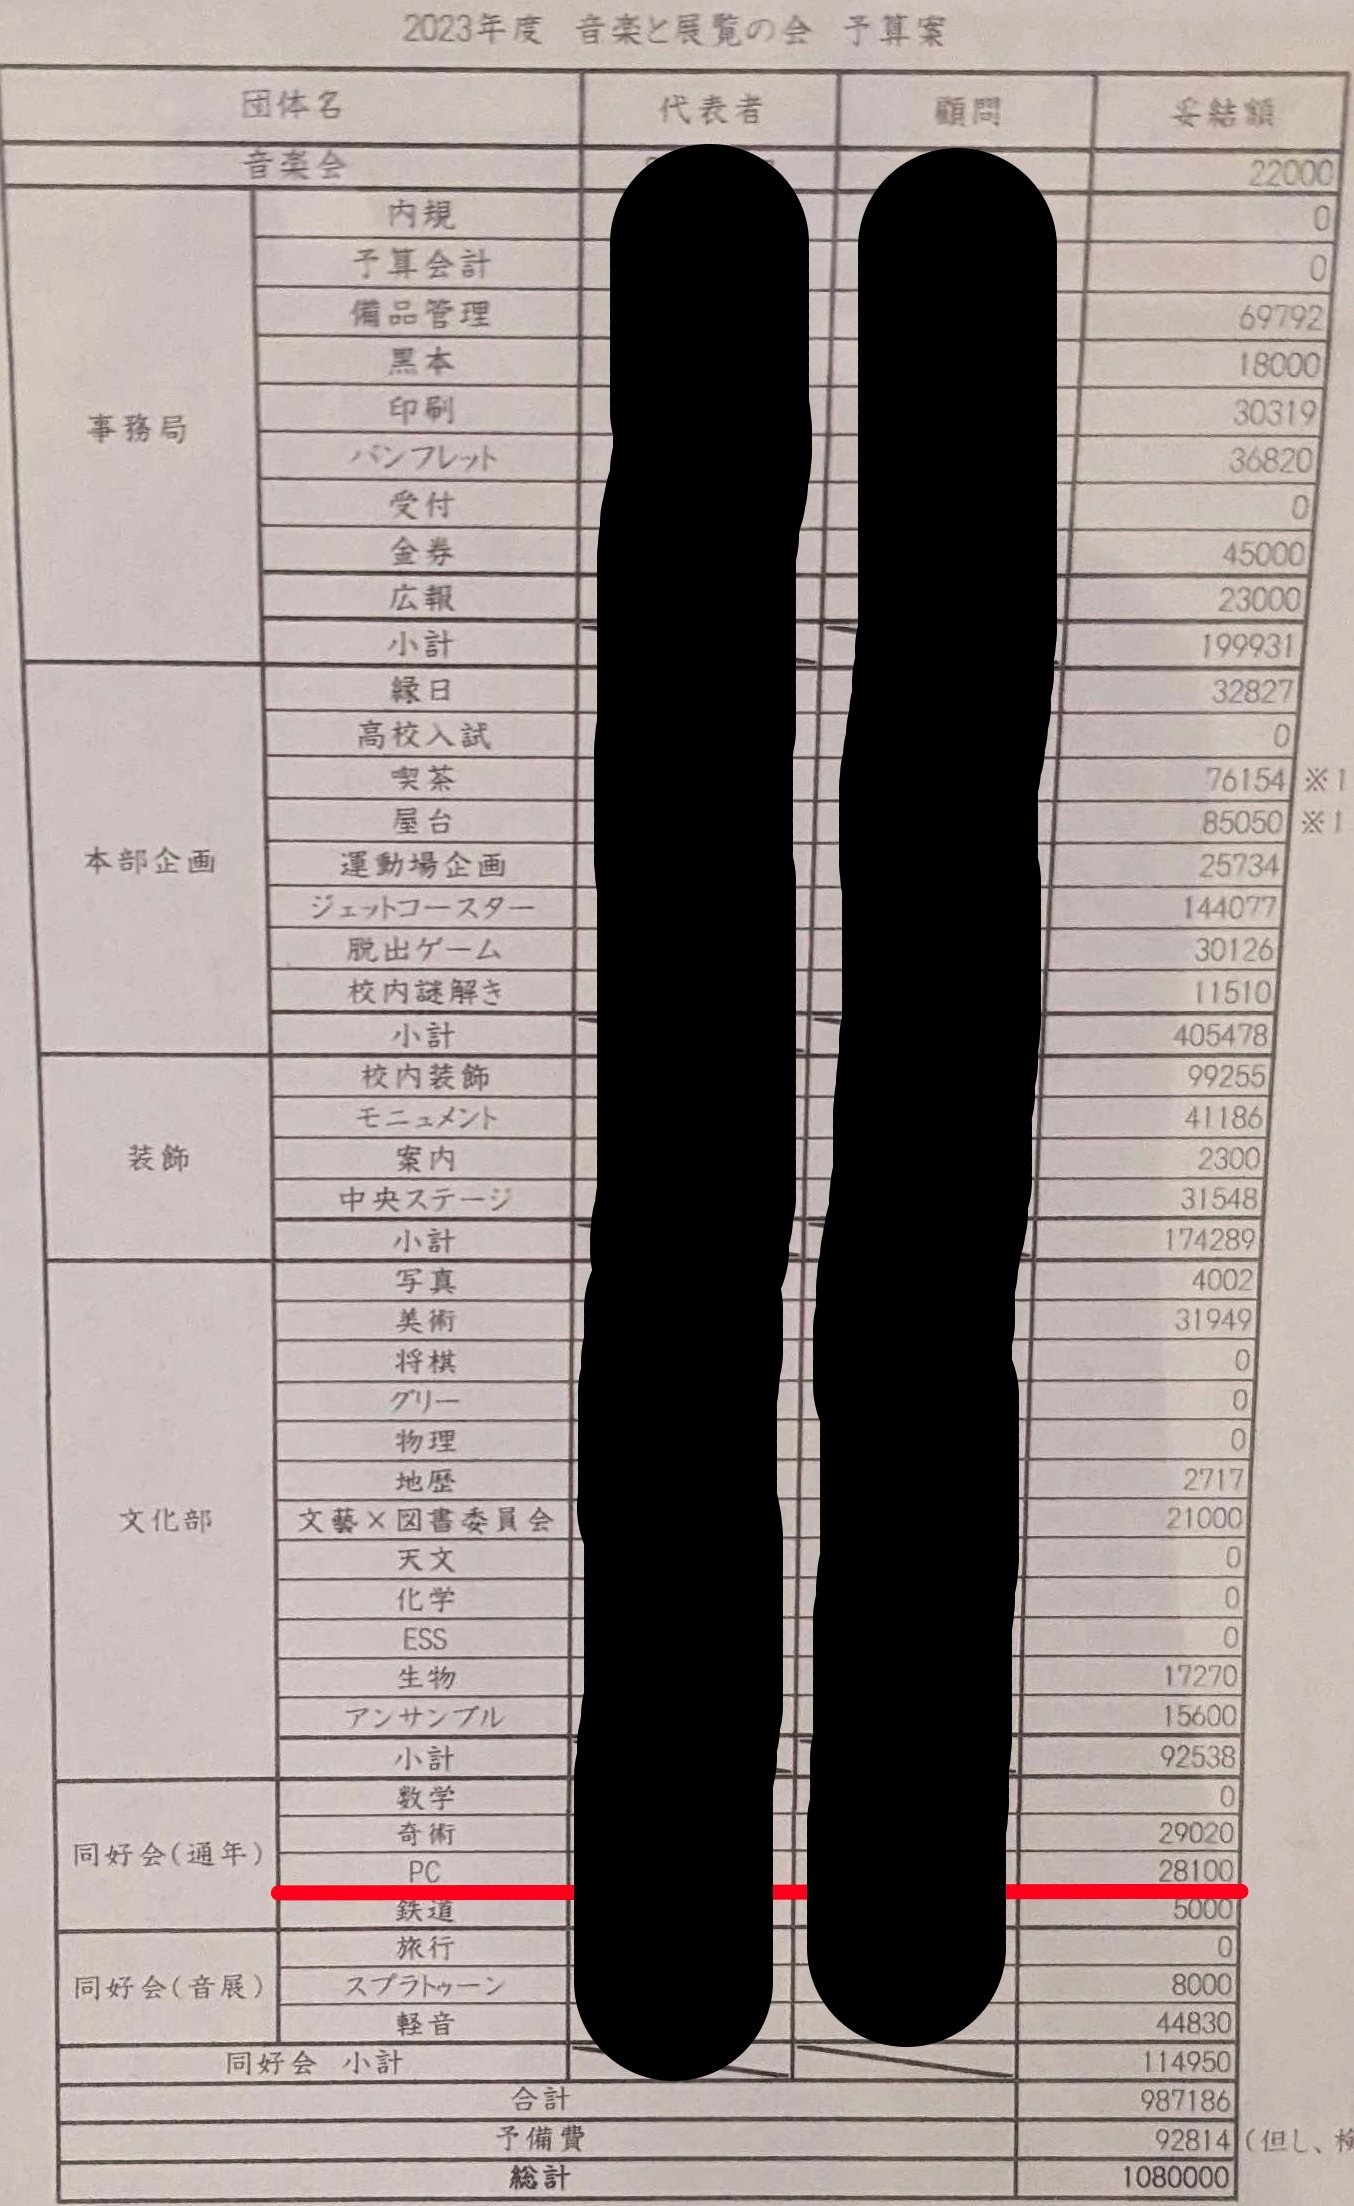 2023年度 音楽と展覧の会 予算案
団体名 代表者 顧問 妥結額
音楽会 22000
事務局
内規 0
予算会計 0
備品管理 69792
黒本 18000
印刷 30319
パンフレット 36820
受付 0
金券 45000
広報 23000
小計 199931
本部企画
縁日 32827
高校入試 0
喫茶 76154 ※1
屋台 85050 ※1
運動場企画 25734
ジェットコースター 144077
脱出ゲーム 30126
校内謎解き 11510
小計 405478
装飾
校内装飾 99255
モニュメント 41186
案内 2300
中央ステージ 31548
小計 174289
文化部
写真 4002
美術 31949
将棋 0
グリー 0
物理 0
地歴 2717
文藝×図書委員会 21000
天文 0
化学 0
ESS 0
生物 17270
アンサンブル 15600
小計 92538
同好会(通年)
数学 0
奇術 29020
PC 28100
鉄道 5000
同好会(音展)
旅行 0
スプラトゥーン 8000
軽音 44830
同好会 小計 114950
合計 987186
予備費 92814 (但し、検
総計 1080000